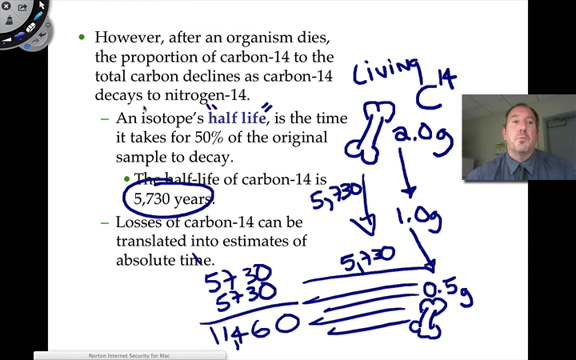 • However, after an organism dies,
the proportion of carbon-14 to the
total carbon declines as carbon-14
decays to nitrogen-14.
– An isotope's "half life", is the time
it takes for 50% of the original
sample to decay.
• The half-life of carbon-14 is
5,730 years.
– Losses of carbon-14 can be
translated into estimates of
absolute time.
Living
C14
2.0g
5,730
1.0g
5,730
0.5g
5730
5730
11,460
Norton Internet Security for Mac